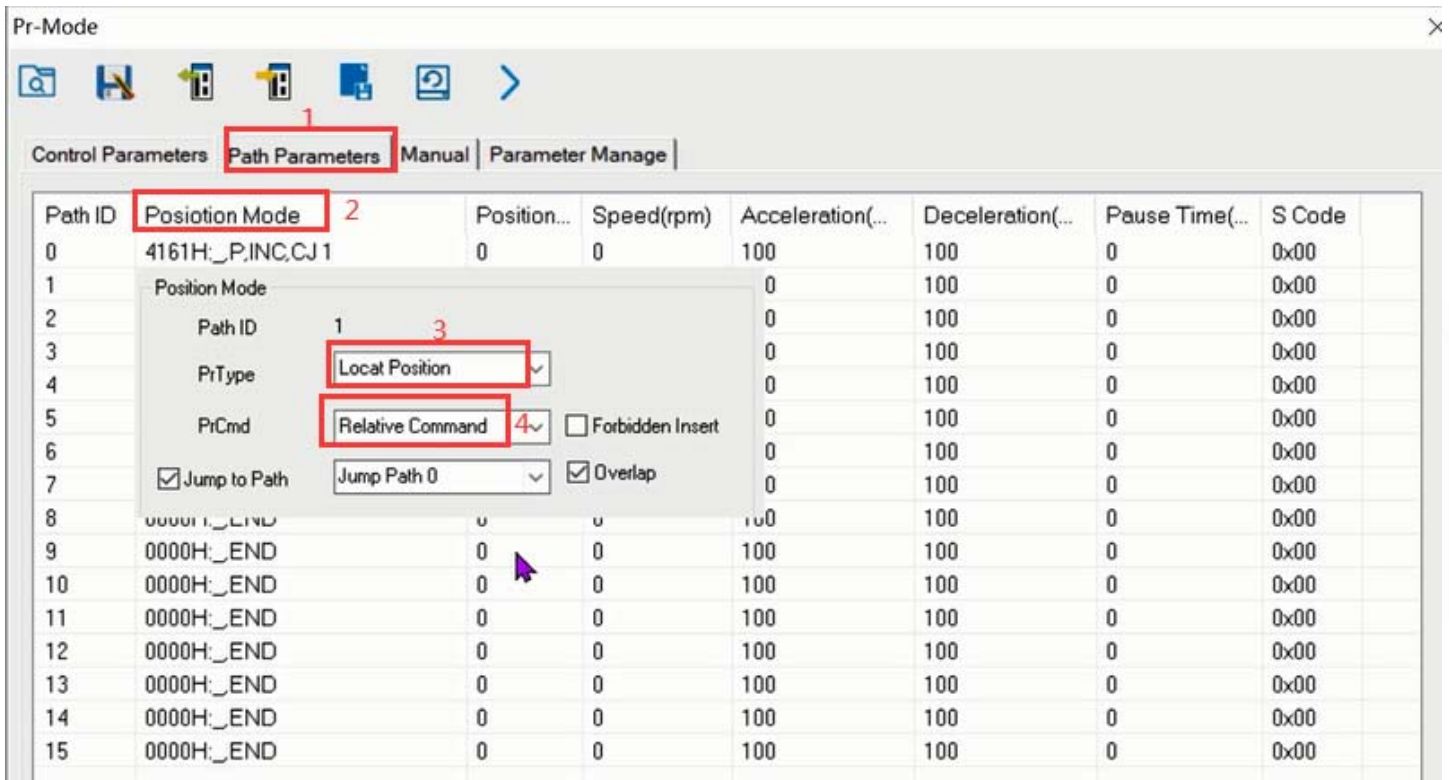 Pr-Mode
1
Control Parameters Path Parameters Manual Parameter Manage
Path ID Posiotion Mode 2 Position... Speed(rpm) Acceleration(... Deceleration(... Pause Time(... S Code
0 4161H:_P,INC,CJ 1 0 0 100 100 0 0x00
1 0 100 0 0x00
Position Mode
2 0 100 0 0x00
Path ID 1 3
3 0 100 0 0x00
PrType Locat Position
4 0 100 0 0x00
5 0 100 0 0x00
PrCmd Relative Command 4 Forbidden Insert
6 0 100 0 0x00
7 0 100 0 0x00
Jump to Path Jump Path 0 Overlap
8 0000H:_END 0 0 100 100 0 0x00
9 0000H:_END 0 0 100 100 0 0x00
10 0000H:_END 0 0 100 100 0 0x00
11 0000H:_END 0 0 100 100 0 0x00
12 0000H:_END 0 0 100 100 0 0x00
13 0000H:_END 0 0 100 100 0 0x00
14 0000H:_END 0 0 100 100 0 0x00
15 0000H:_END 0 0 100 100 0 0x00